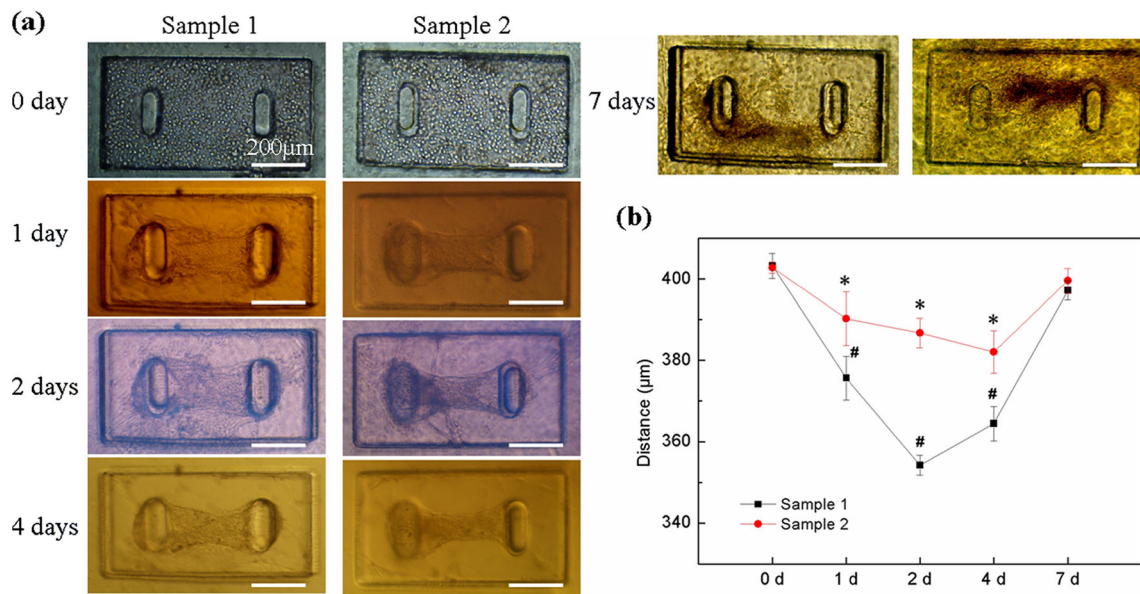 (a)
Sample 1
Sample 2
0 day
200µm
7 days
1 day
2 days
4 days
(b)
Distance (µm)
400
380
360
340
*
*
*
#
#
#
Sample 1
Sample 2
0 d
1 d
2 d
4 d
7 d